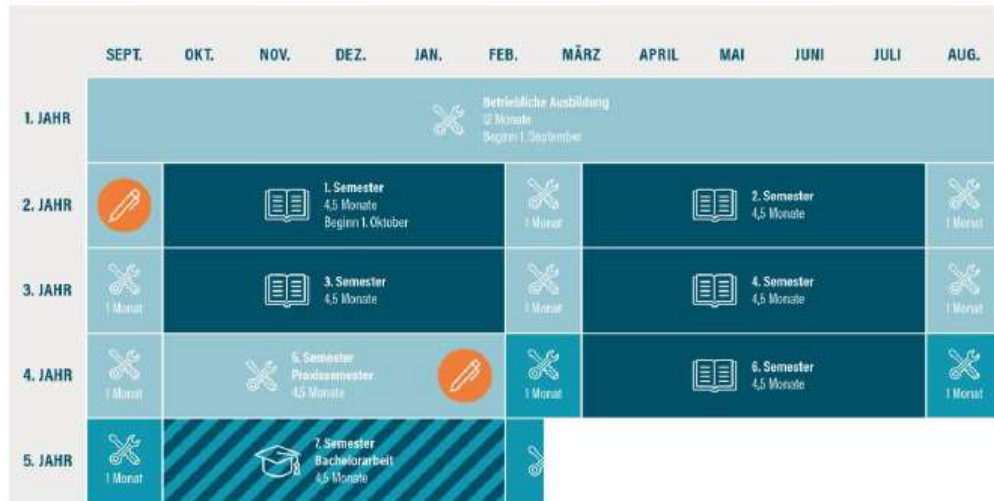 SEPT. OKT. NOV. DEZ. JAN. FEB. MÄRZ APRIL MAI JUNI JULI AUG.
1. JAHR
Betriebliche Ausbildung
12 Monate
Beginn 1. September
2. JAHR
1. Semester
4,5 Monate
Beginn 1. Oktober
1 Monat
2. Semester
4,5 Monate
1 Monat
3. JAHR
1 Monat
3. Semester
4,5 Monate
1 Monat
4. Semester
4,5 Monate
1 Monat
4. JAHR
1 Monat
5. Semester
Praxissemester
4,5 Monate
1 Monat
6. Semester
4,5 Monate
1 Monat
5. JAHR
1 Monat
7. Semester
Bachelorarbeit
4,5 Monate